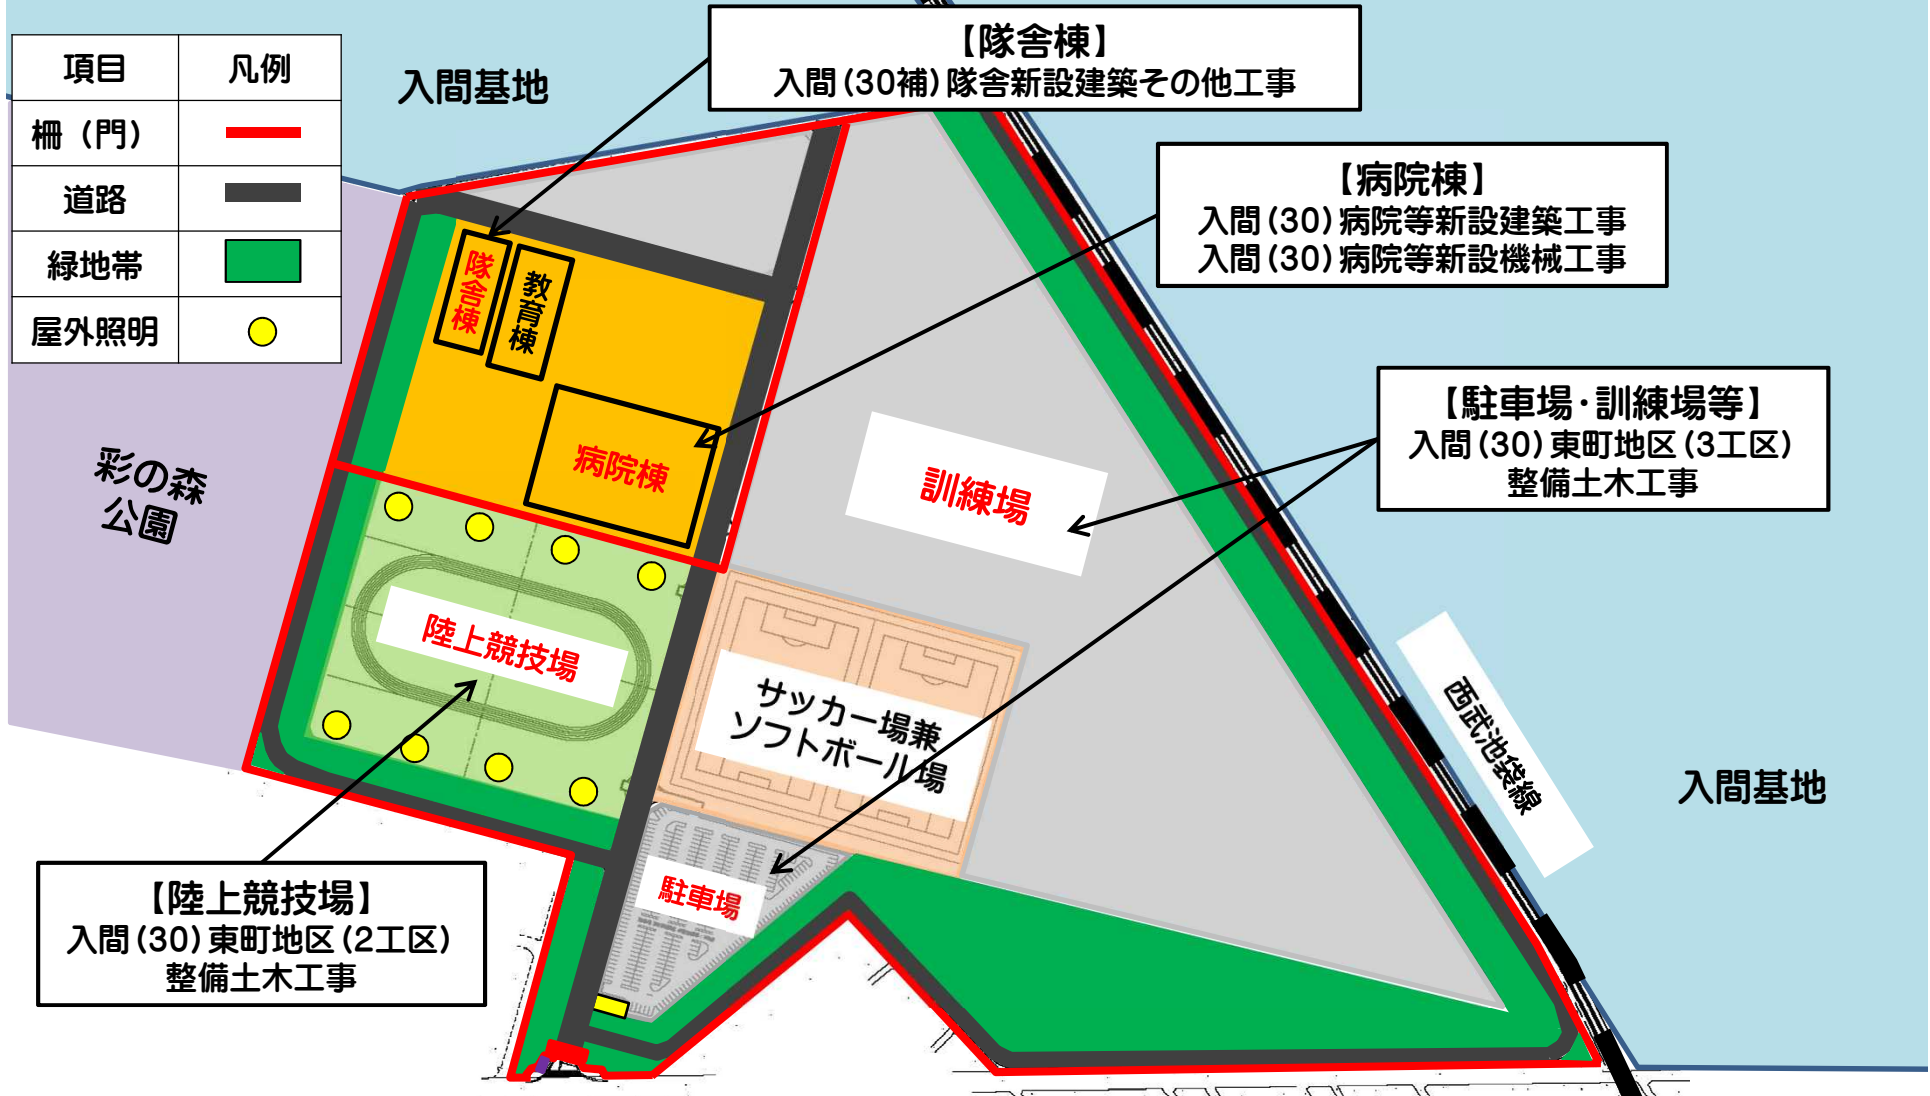 項目 凡例
柵（門）
道路
緑地帯
屋外照明
入間基地
【隊舎棟】
入間(30補)隊舎新設建築その他工事
【病院棟】
入間(30)病院等新設建築工事
入間(30)病院等新設機械工事
【駐車場・訓練場等】
入間(30)東町地区(3工区)
整備土木工事
隊舎棟
教育棟
病院棟
訓練場
彩の森
公園
陸上競技場
サッカー場兼
ソフトボール場
西武池袋線
入間基地
駐車場
【陸上競技場】
入間(30)東町地区(2工区)
整備土木工事